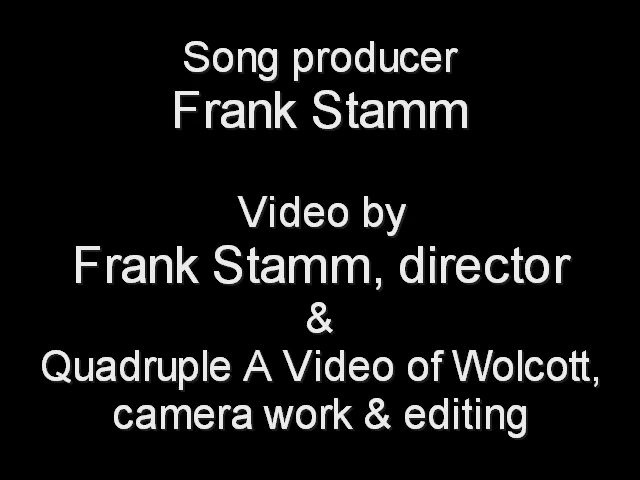 Song producer
Frank Stamm
Video by
Frank Stamm, director
&
Quadruple A Video of Wolcott,
camera work & editing